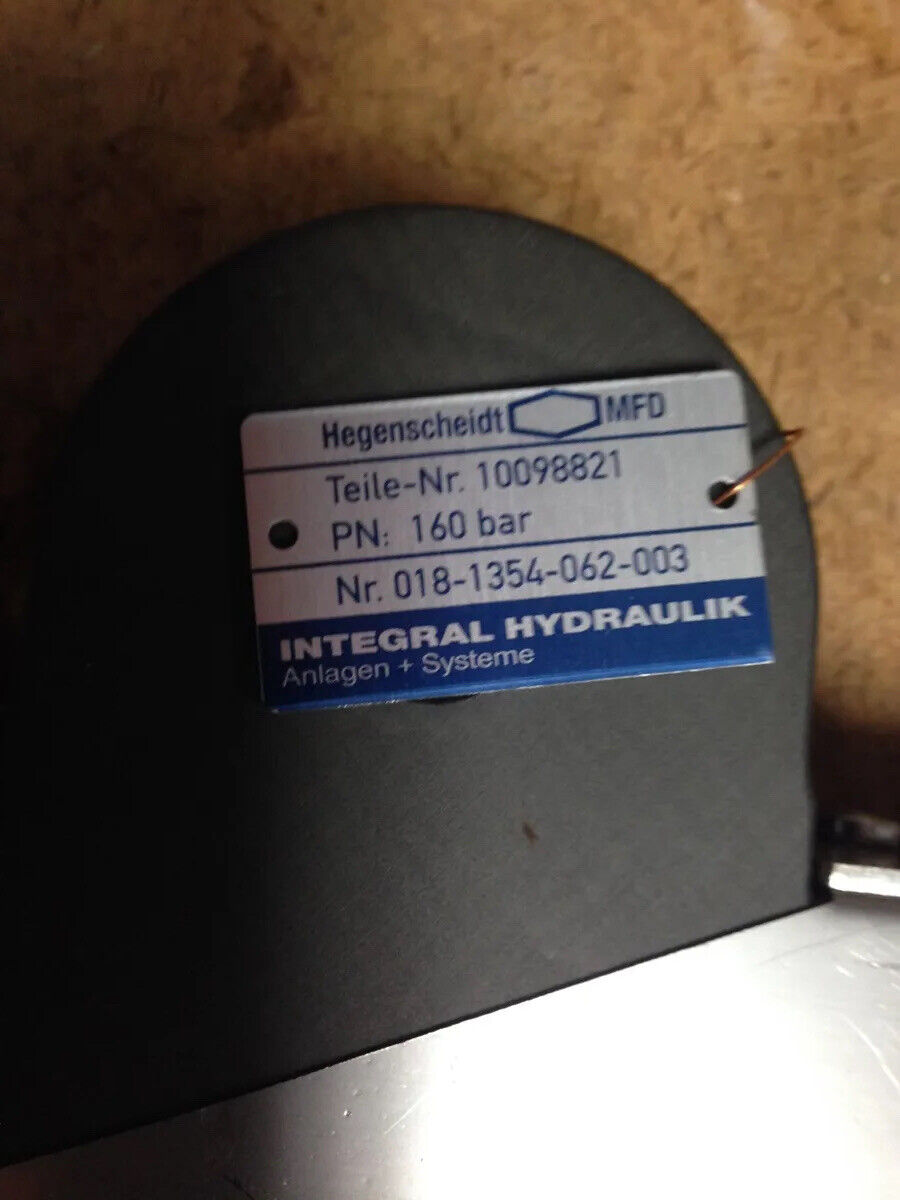 Hegenscheidt MFD
Teile-Nr. 10098821
PN: 160 bar
Nr. 018-1354-062-003
INTEGRAL HYDRAULIK
Anlagen + Systeme